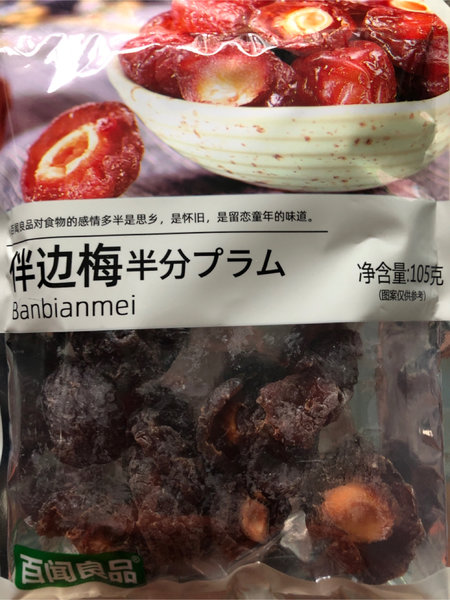 百闻良品对食物的感情多半是思乡，是怀旧，是留恋童年的味道。
伴边梅半分プラム
Banbianmei
净含量:105克
(图案仅供参考)
百闻良品®